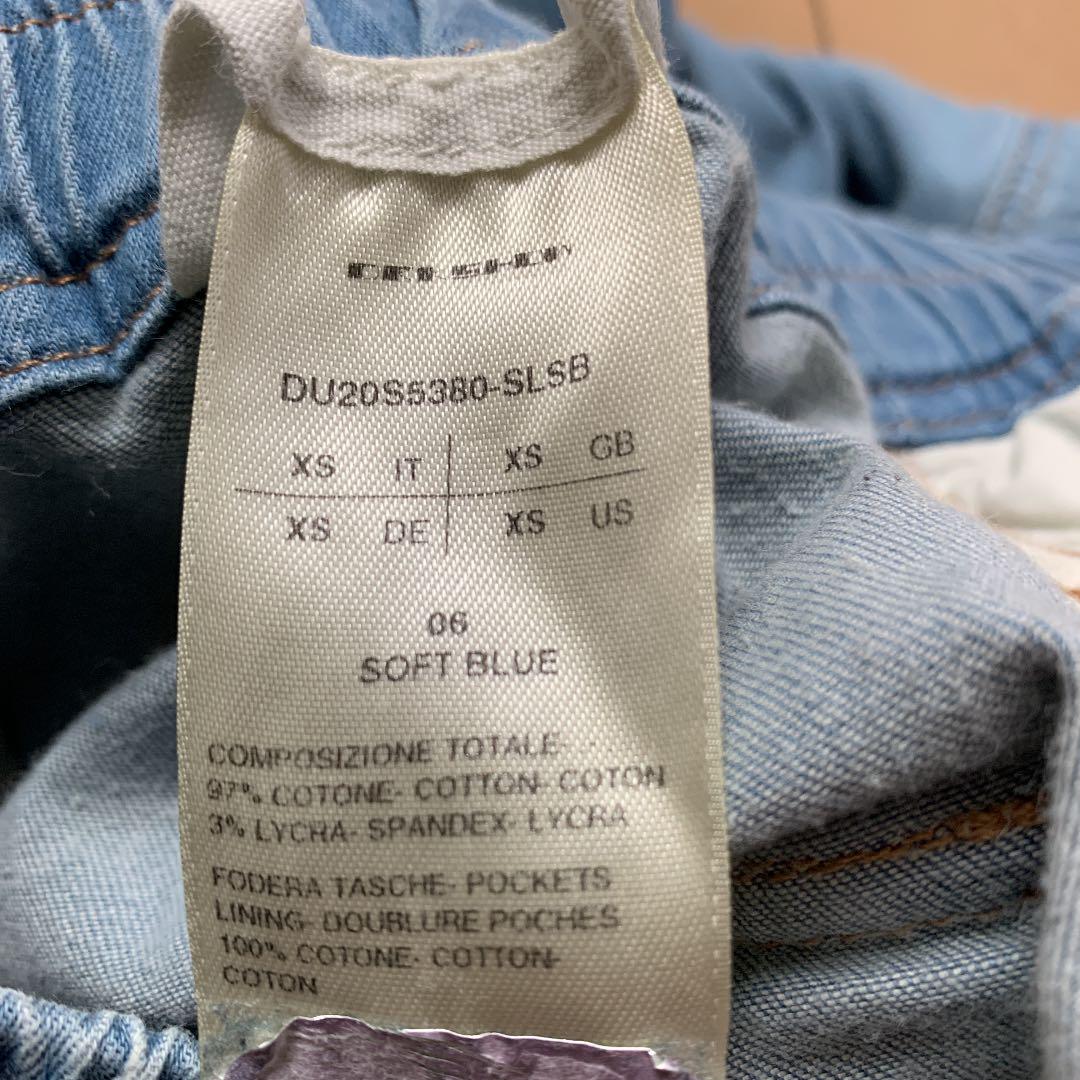 DRKSHDW
DU20S5380-SLSB
XS IT XS GB
XS DE XS US
06
SOFT BLUE
COMPOSIZIONE TOTALE-
97% COTONE- COTTON- COTON
3% LYCRA- SPANDEX- LYCRA
FODERA TASCHE- POCKETS
LINING- DOUBLURE POCHES
100% COTONE- COTTON-
COTON